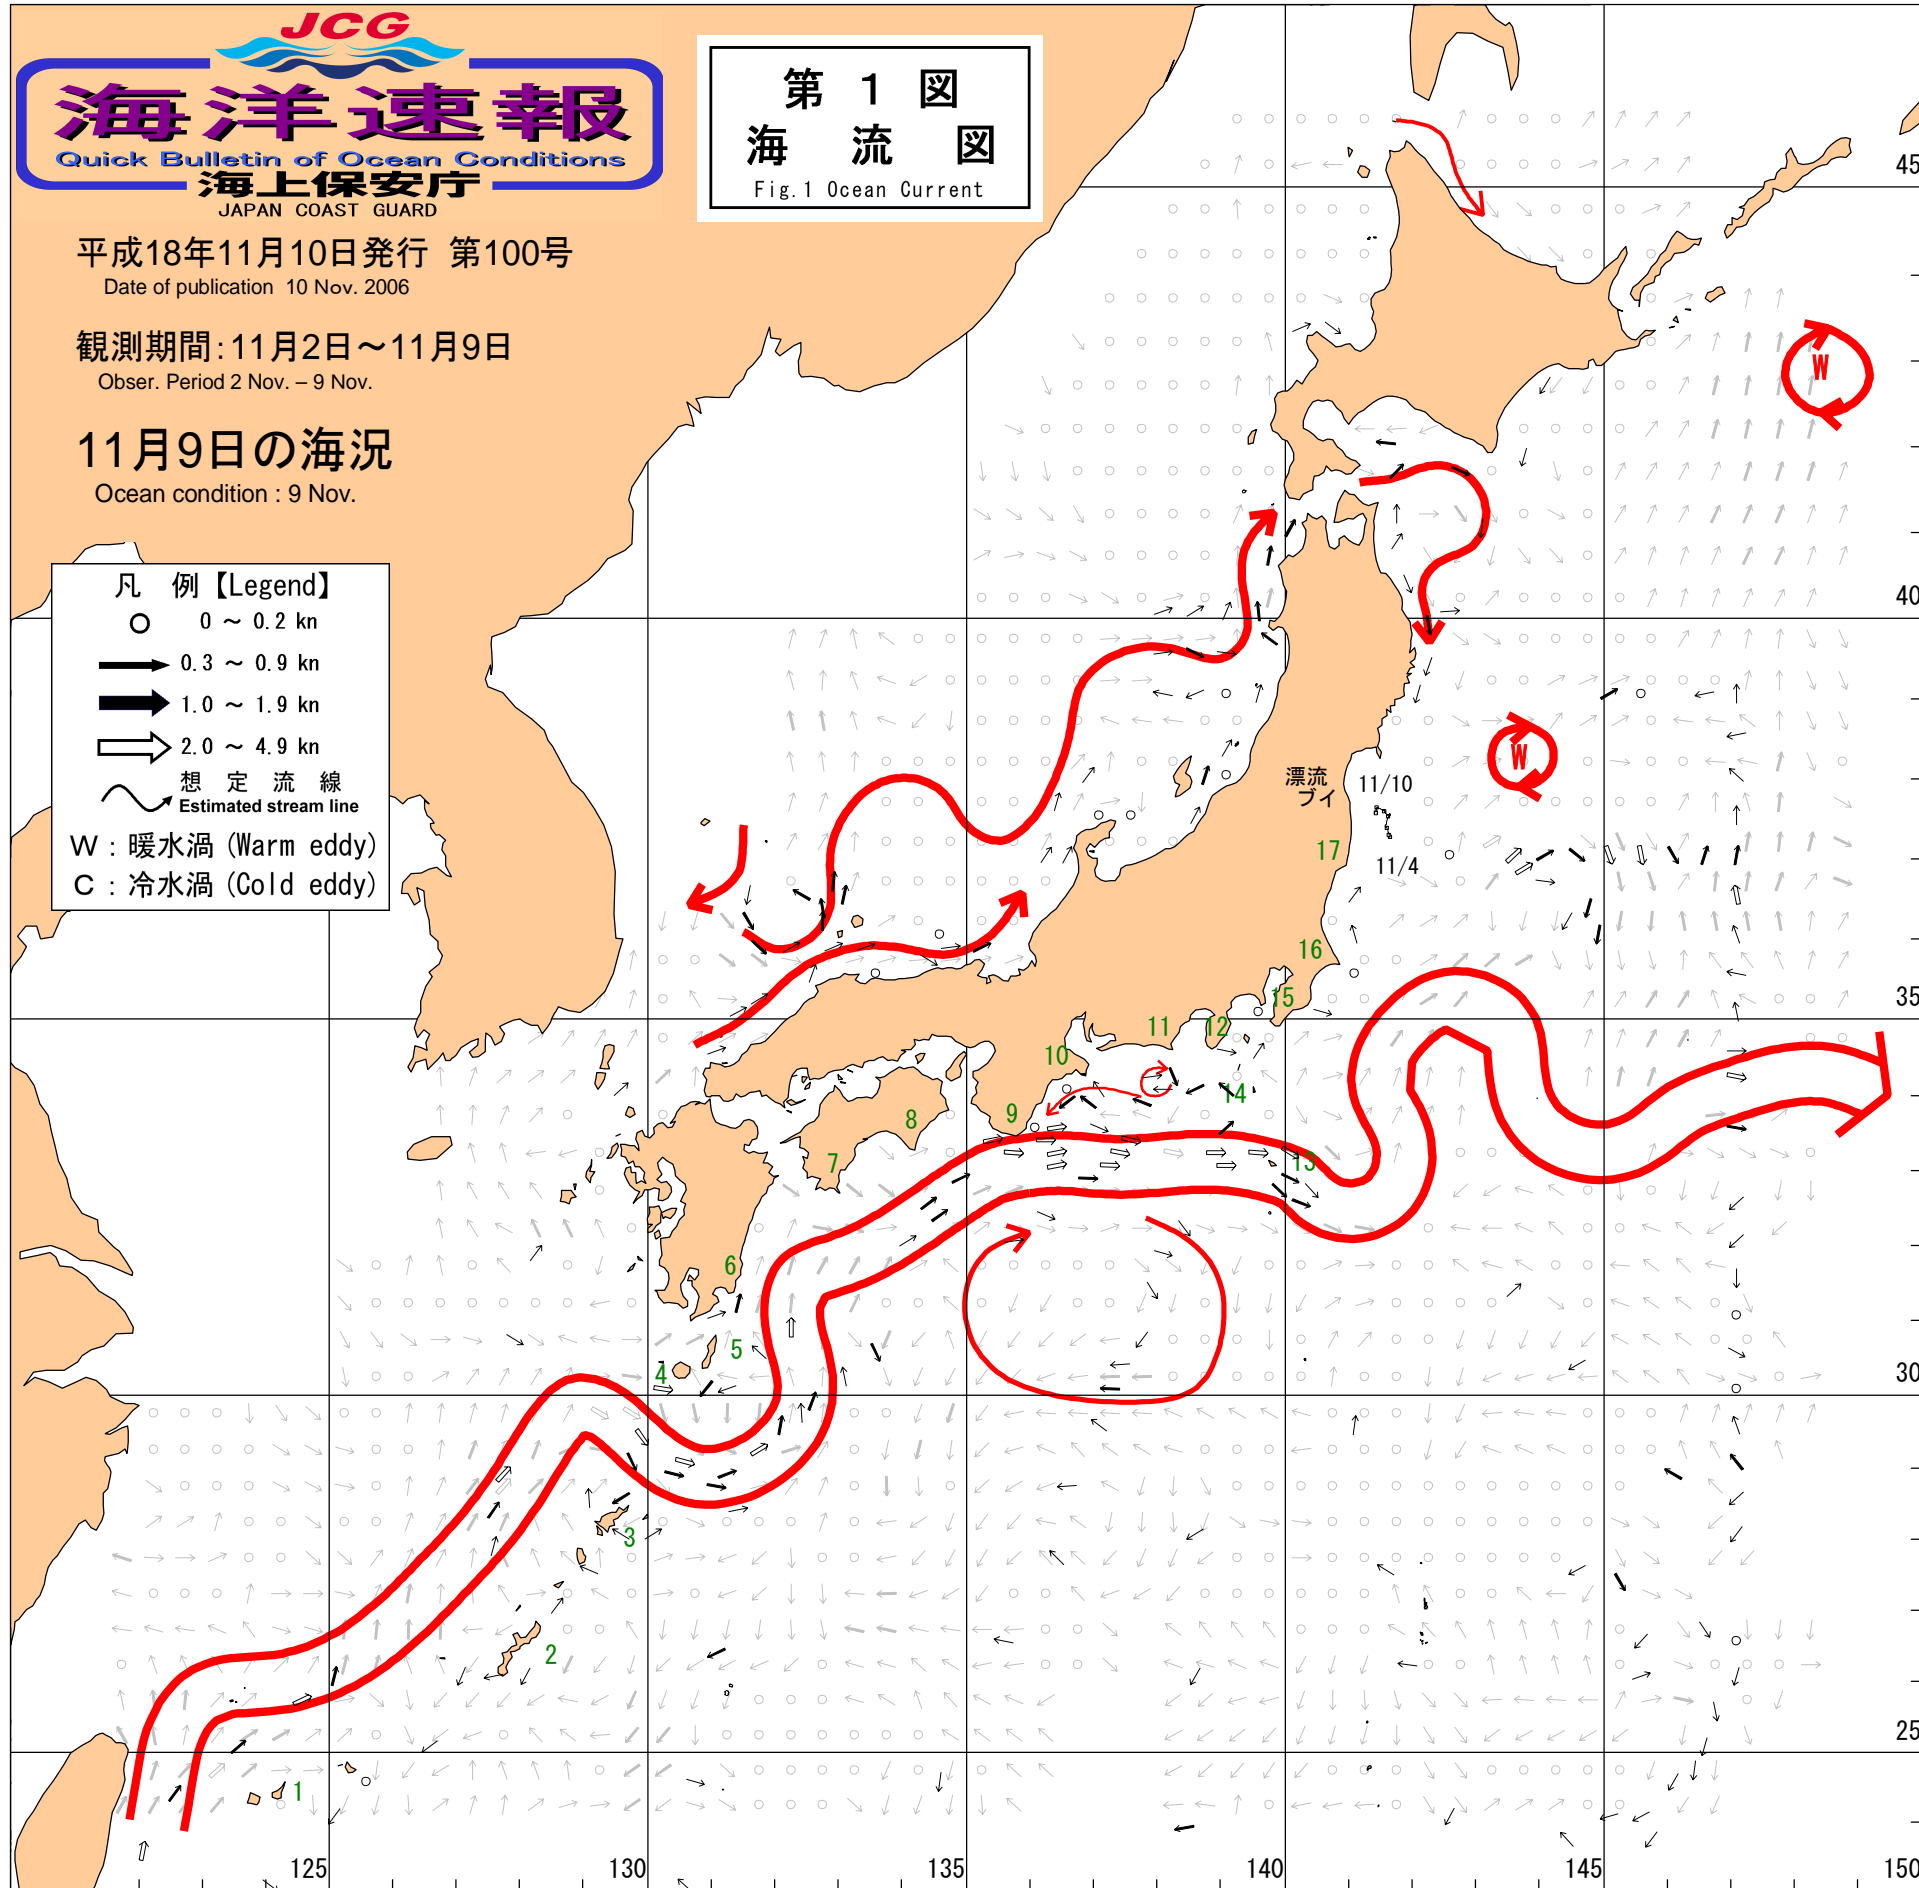 JCG
海洋速報
Quick Bulletin of Ocean Conditions
海上保安庁
JAPAN COAST GUARD
第 1 図
海 流 図
Fig.1 Ocean Current
平成18年11月10日発行 第100号
Date of publication 10 Nov. 2006
観測期間:11月2日～11月9日
Obser. Period 2 Nov. – 9 Nov.
11月9日の海況
Ocean condition : 9 Nov.
凡 例【Legend】
0 ～ 0.2 kn
0.3 ～ 0.9 kn
1.0 ～ 1.9 kn
2.0 ～ 4.9 kn
想 定 流 線
Estimated stream line
W : 暖水渦 (Warm eddy)
C : 冷水渦 (Cold eddy)
45
W
40
W
漂流
ブイ
11/10
11/4
17
16
35
15
12
11
10
14
9
8
7
13
6
5
4
30
3
2
25
1
125
130
135
140
145
150